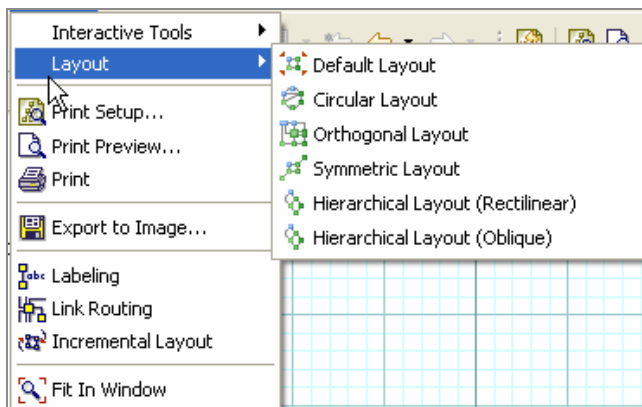 Interactive Tools
Layout
Print Setup...
Print Preview...
Print
Export to Image...
Labeling
Link Routing
Incremental Layout
Fit In Window
Default Layout
Circular Layout
Orthogonal Layout
Symmetric Layout
Hierarchical Layout (Rectilinear)
Hierarchical Layout (Oblique)